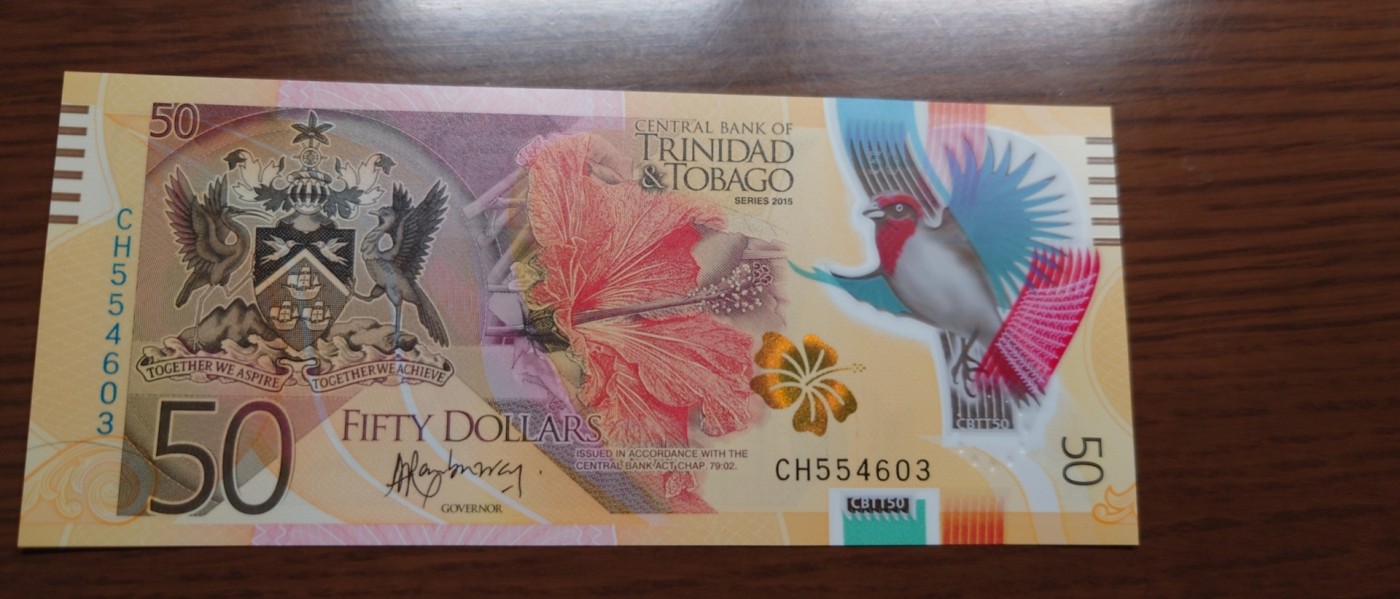 50
CENTRAL BANK OF
TRINIDAD
& TOBAGO
SERIES 2015
CH554603
TOGETHER WE ASPIRE TOGETHER WE ACHIEVE
50
FIFTY DOLLARS
ISSUED IN ACCORDANCE WITH THE
CENTRAL BANK ACT CHAP. 79:02.
GOVERNOR
CH554603
CBTT50
50
CBTT50